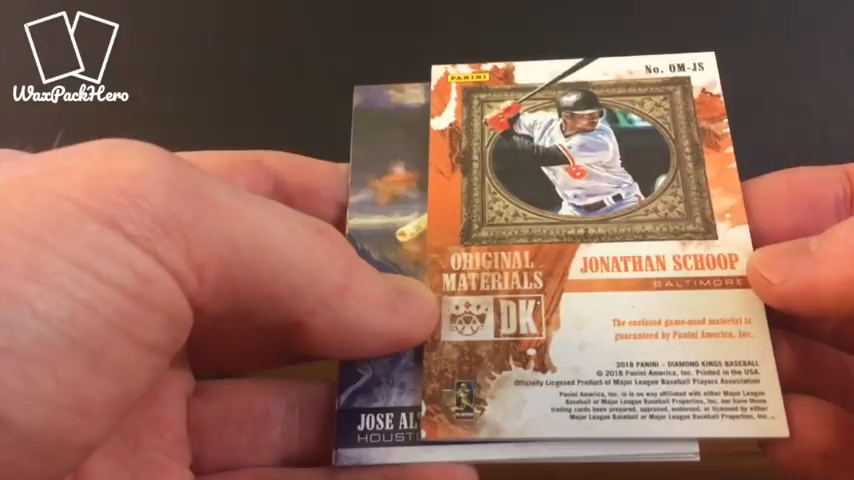 WaxPackHero
PANINI
No. OM-JS
ORIGINAL
MATERIALS
DK
JONATHAN SCHOOP
BALTIMORE
The enclosed game-used material is
guaranteed by Panini America, Inc.
2018 PANINI - DIAMOND KINGS BASEBALL
© 2018 Panini America, Inc. Printed in the USA.
Officially Licensed Product of Major League Baseball Players Association
Panini America, Inc. is in no way affiliated with either Major League
Baseball or Major League Baseball Properties, Inc., nor have these
trading cards been prepared, approved, endorsed, or licensed by either
Major League Baseball or Major League Baseball Properties, Inc.
JOSE AL
HOUST